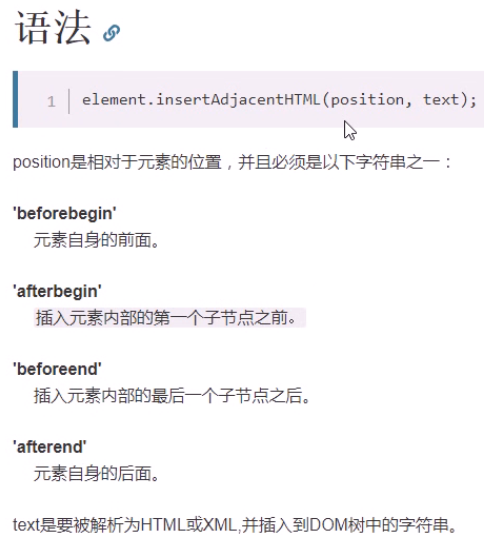 语法
1 element.insertAdjacentHTML(position, text);
position是相对于元素的位置，并且必须是以下字符串之一：
'beforebegin'
元素自身的前面。
'afterbegin'
插入元素内部的第一个子节点之前。
'beforeend'
插入元素内部的最后一个子节点之后。
'afterend'
元素自身的后面。
text是要被解析为HTML或XML,并插入到DOM树中的字符串。